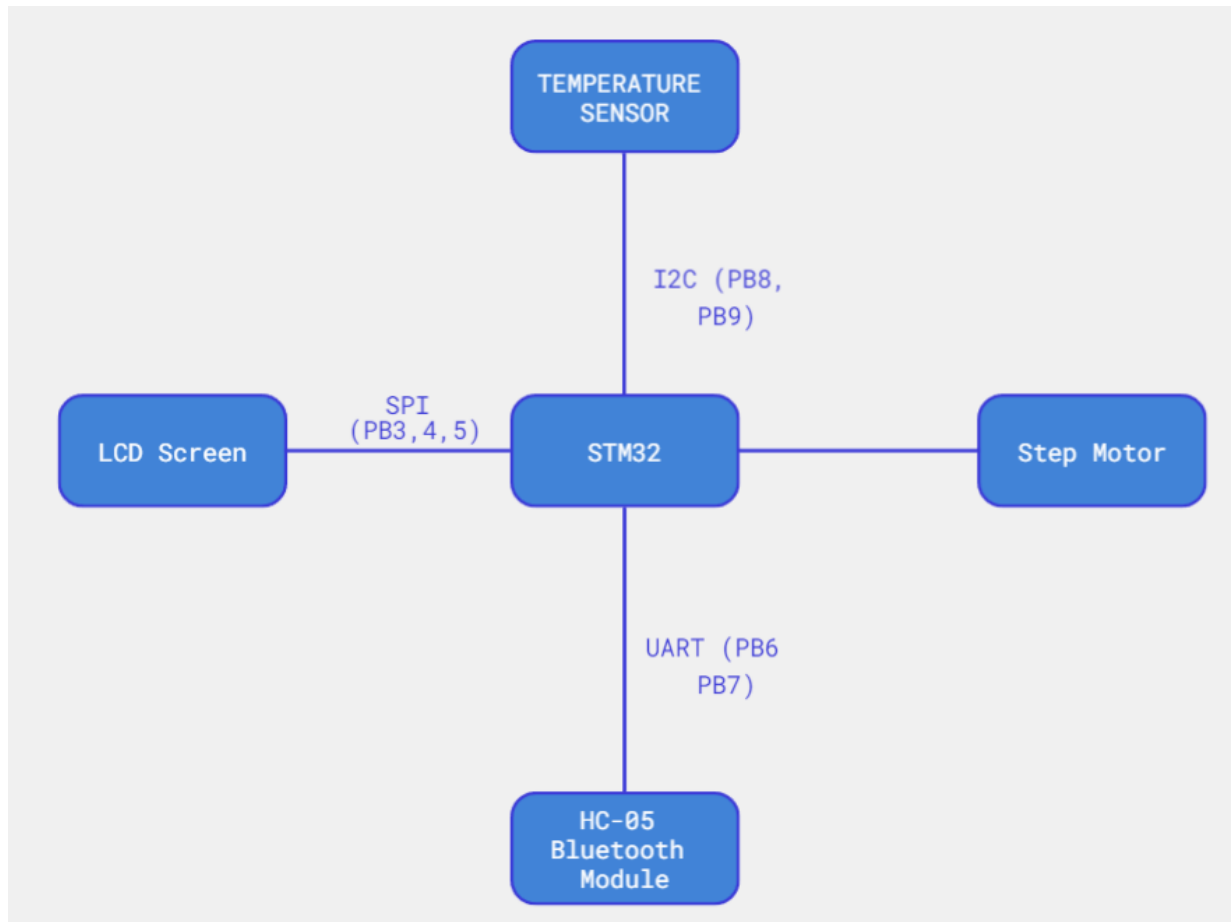 TEMPERATURE
SENSOR
I2C (PB8,
PB9)
SPI
(PB3,4,5)
LCD Screen
STM32
Step Motor
UART (PB6
PB7)
HC-05
Bluetooth
Module